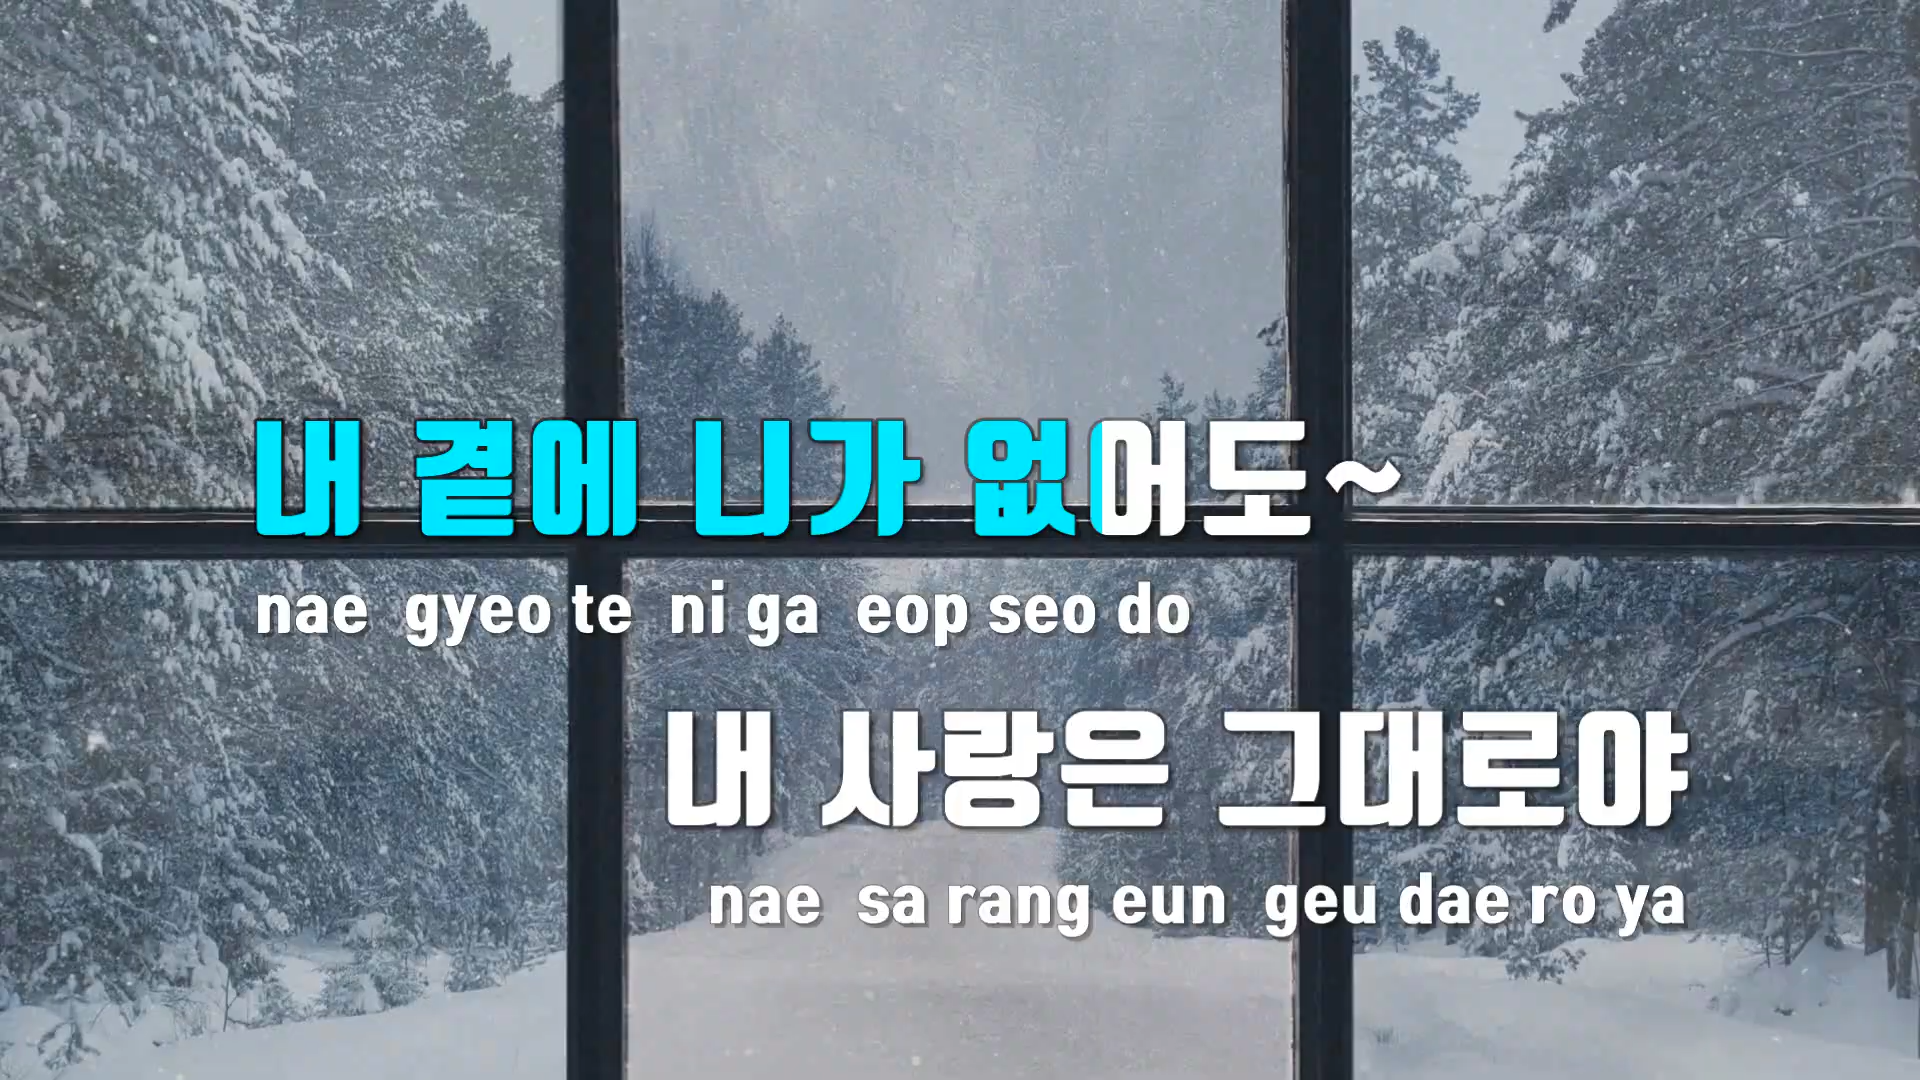 내 곁에 니가 없어도~
nae gyeo te ni ga eop seo do
내 사랑은 그대로야
nae sa rang eun geu dae ro ya